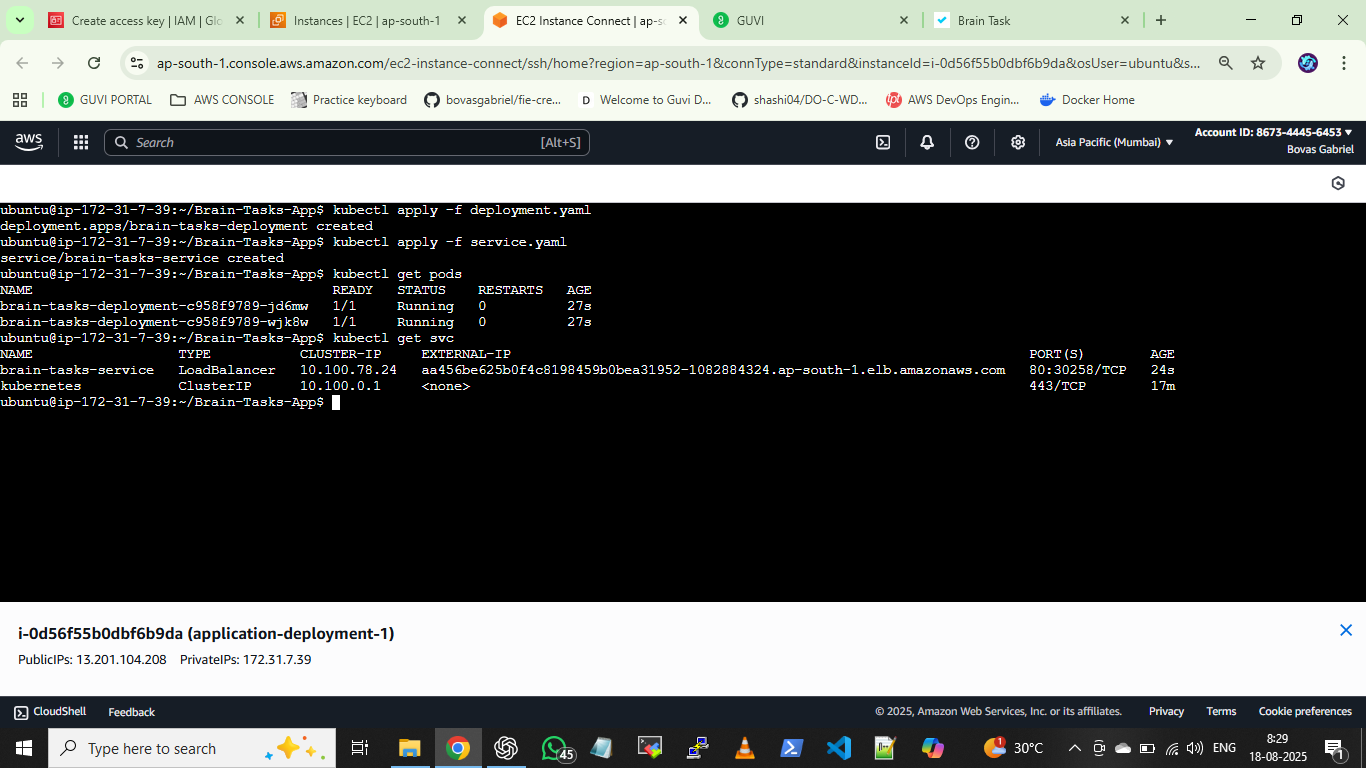 Create access key | IAM | Glo
Instances | EC2 | ap-south-1
EC2 Instance Connect | ap-s
GUVI
Brain Task
ap-south-1.console.aws.amazon.com/ec2-instance-connect/ssh/home?region=ap-south-1&connType=standard&instanceId=i-0d56f55b0dbf6b9da&osUser=ubuntu&s...
GUVI PORTAL
AWS CONSOLE
Practice keyboard
bovasgabriel/fie-cre...
Welcome to Guvi D...
shashi04/DO-C-WD...
AWS DevOps Engin...
Docker Home
aws
Search
[Alt+S]
Asia Pacific (Mumbai)
Account ID: 8673-4445-6453
Bovas Gabriel
ubuntu@ip-172-31-7-39:~/Brain-Tasks-App$ kubectl apply -f deployment.yaml
deployment.apps/brain-tasks-deployment created
ubuntu@ip-172-31-7-39:~/Brain-Tasks-App$ kubectl apply -f service.yaml
service/brain-tasks-service created
ubuntu@ip-172-31-7-39:~/Brain-Tasks-App$ kubectl get pods
NAME READY STATUS RESTARTS AGE
brain-tasks-deployment-c958f9789-jd6mw 1/1 Running 0 27s
brain-tasks-deployment-c958f9789-wjk8w 1/1 Running 0 27s
ubuntu@ip-172-31-7-39:~/Brain-Tasks-App$ kubectl get svc
NAME TYPE CLUSTER-IP EXTERNAL-IP PORT(S) AGE
brain-tasks-service LoadBalancer 10.100.78.24 aa456be625b0f4c8198459b0bea31952-1082884324.ap-south-1.elb.amazonaws.com 80:30258/TCP 24s
kubernetes ClusterIP 10.100.0.1 <none> 443/TCP 17m
ubuntu@ip-172-31-7-39:~/Brain-Tasks-App$
i-0d56f55b0dbf6b9da (application-deployment-1)
PublicIPs: 13.201.104.208 PrivateIPs: 172.31.7.39
CloudShell
Feedback
© 2025, Amazon Web Services, Inc. or its affiliates.
Privacy
Terms
Cookie preferences
Type here to search
45
1
30°C
ENG
8:29
18-08-2025
1